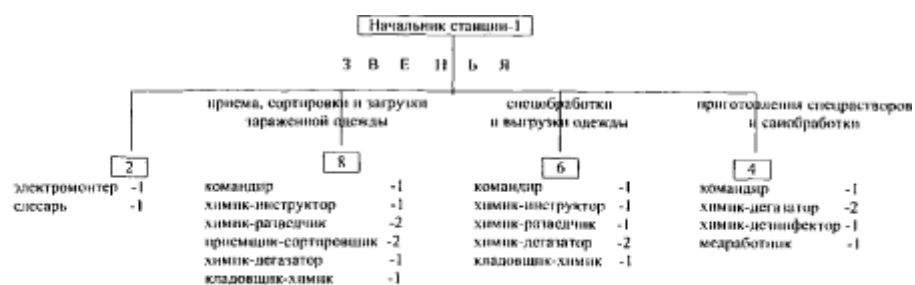 Начальник станции-1
З В Е Н Ь Я
приема, сортировки и загрузки
зараженной одежды
спецобработки
и выгрузки одежды
приготовления спецрастворов
и санобработки
2
электромонтер -1
слесарь -1
8
командир -1
химик-инструктор -1
химик-разведчик -2
приемщик-сортировщик -2
химик-дегазатор -1
кладовщик-химик -1
6
командир -1
химик-инструктор -1
химик-разведчик -1
химик-дегазатор -2
кладовщик-химик -1
4
командир -1
химик-дегазатор -2
химик-дезинфектор -1
медработник -1